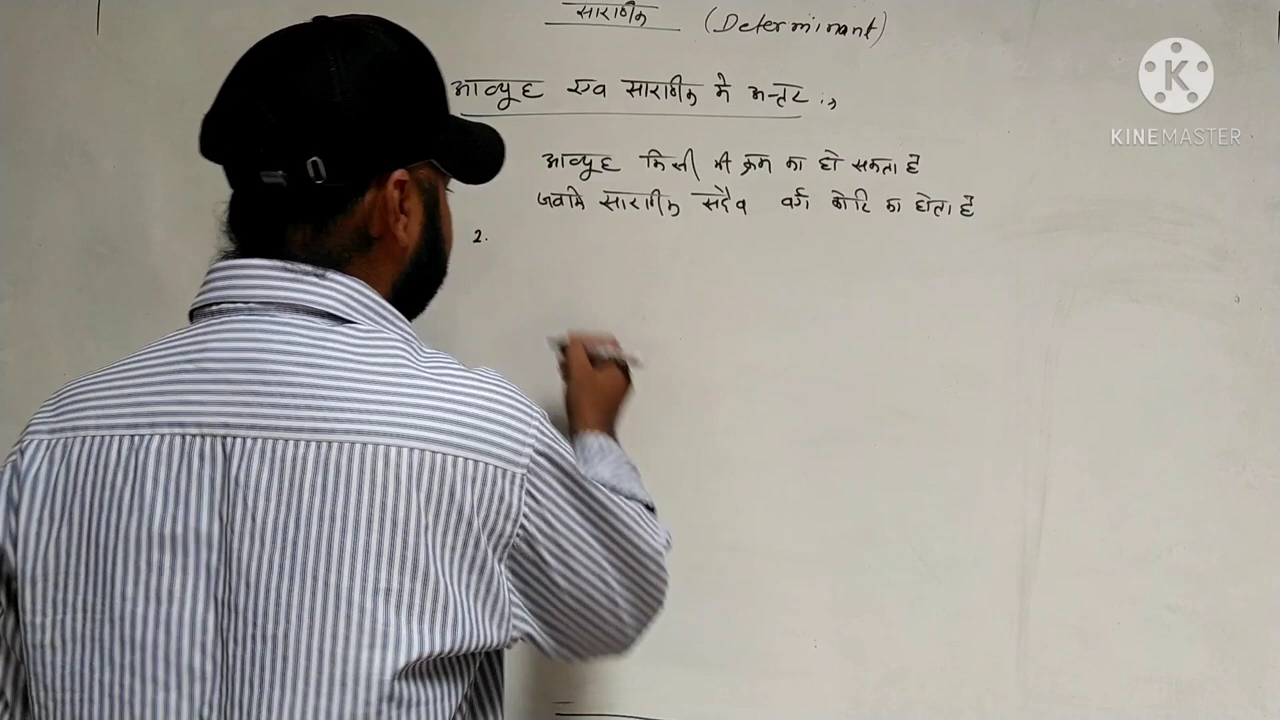 सारणिक (Determinant)
आव्यूह एव सारणिक मे अन्तर :→
आव्यूह किसी भी क्रम का हो सकता है
जबकि सारणिक सदैव वर्ग कोटि का होता है
2.
K
KINEMASTER